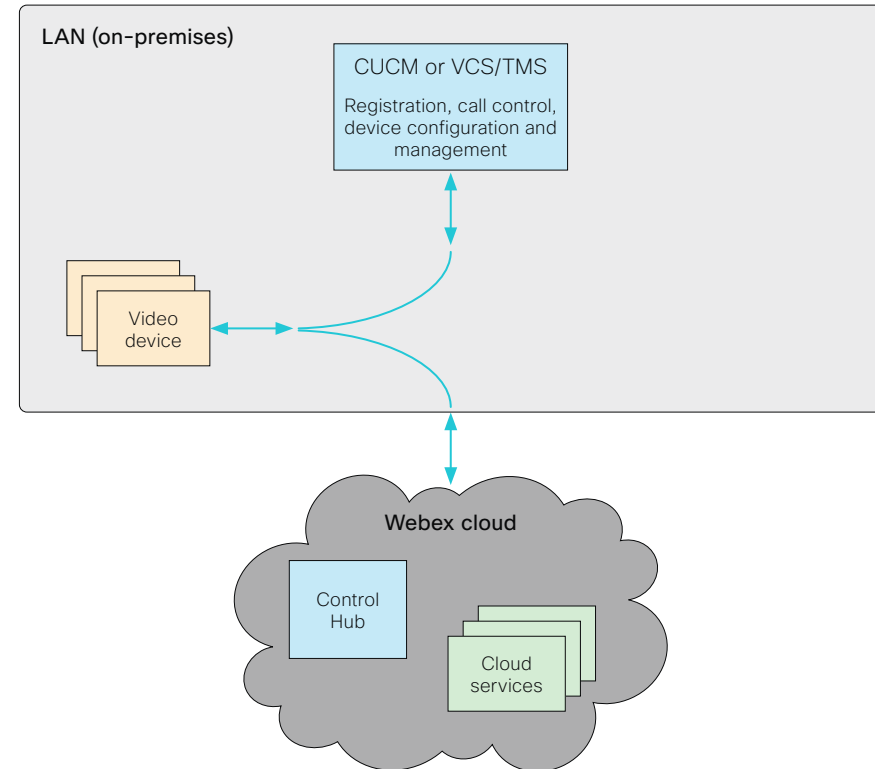 LAN (on-premises)
CUCM or VCS/TMS
Registration, call control,
device configuration and
management
Video
device
Webex cloud
Control
Hub
Cloud
services